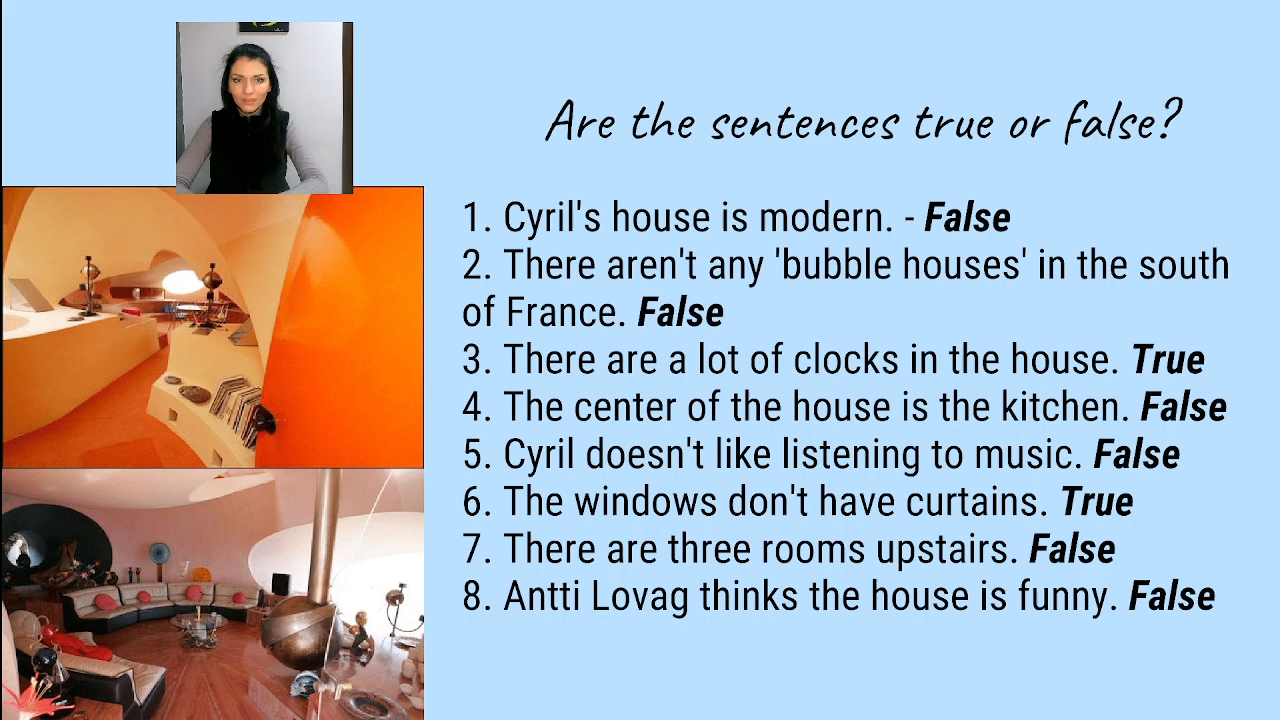 Are the sentences true or false?
1. Cyril's house is modern. - False
2. There aren't any 'bubble houses' in the south
of France. False
3. There are a lot of clocks in the house. True
4. The center of the house is the kitchen. False
5. Cyril doesn't like listening to music. False
6. The windows don't have curtains. True
7. There are three rooms upstairs. False
8. Antti Lovag thinks the house is funny. False